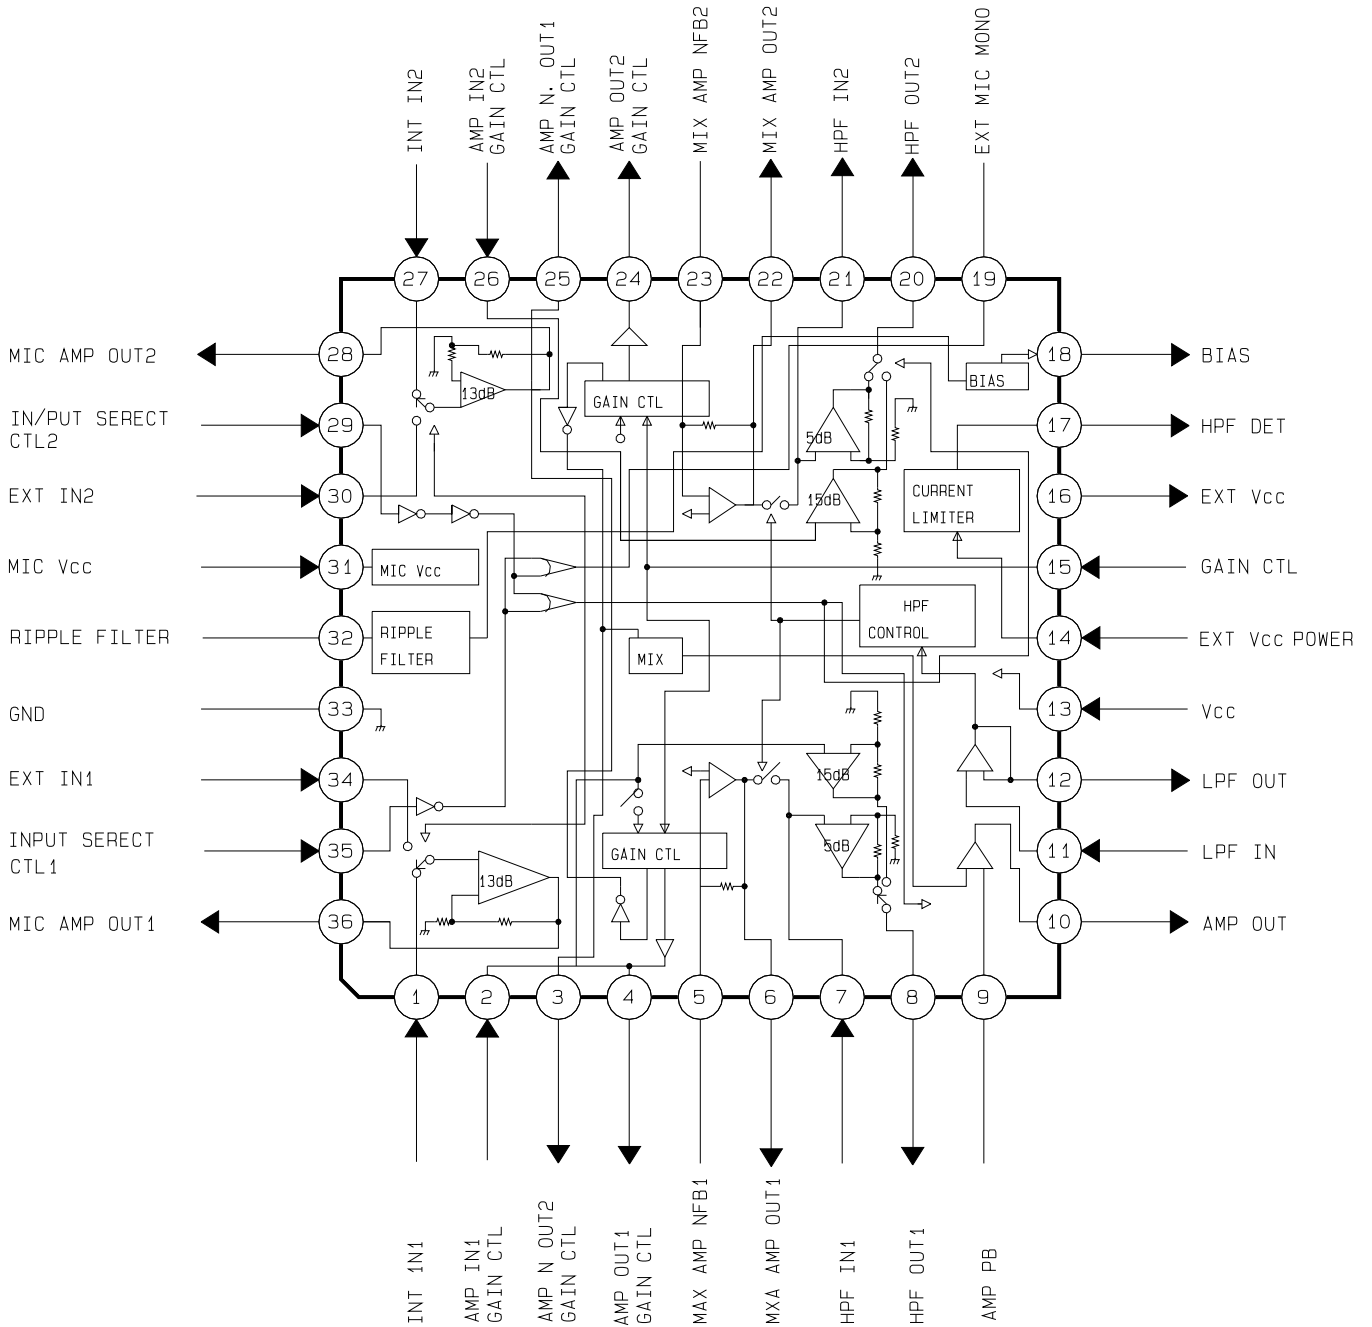 INT IN2
AMP IN2
GAIN CTL
AMP N. OUT1
GAIN CTL
AMP OUT2
GAIN CTL
MIX AMP NFB2
MIX AMP OUT2
HPF IN2
HPF OUT2
EXT MIC MONO
27
26
25
24
23
22
21
20
19
MIC AMP OUT2
IN/PUT SERECT
CTL2
EXT IN2
MIC Vcc
RIPPLE FILTER
GND
EXT IN1
INPUT SERECT
CTL1
MIC AMP OUT1
28
29
30
31
32
33
34
35
36
13dB
GAIN CTL
BIAS
5dB
15dB
CURRENT
LIMITER
MIC Vcc
RIPPLE
FILTER
HPF
CONTROL
MIX
15dB
5dB
GAIN CTL
13dB
18
17
16
15
14
13
12
11
10
BIAS
HPF DET
EXT Vcc
GAIN CTL
EXT Vcc POWER
Vcc
LPF OUT
LPF IN
AMP OUT
1
2
3
4
5
6
7
8
9
INT 1N1
AMP IN1
GAIN CTL
AMP N OUT2
GAIN CTL
AMP OUT1
GAIN CTL
MAX AMP NFB1
MXA AMP OUT1
HPF IN1
HPF OUT1
AMP PB